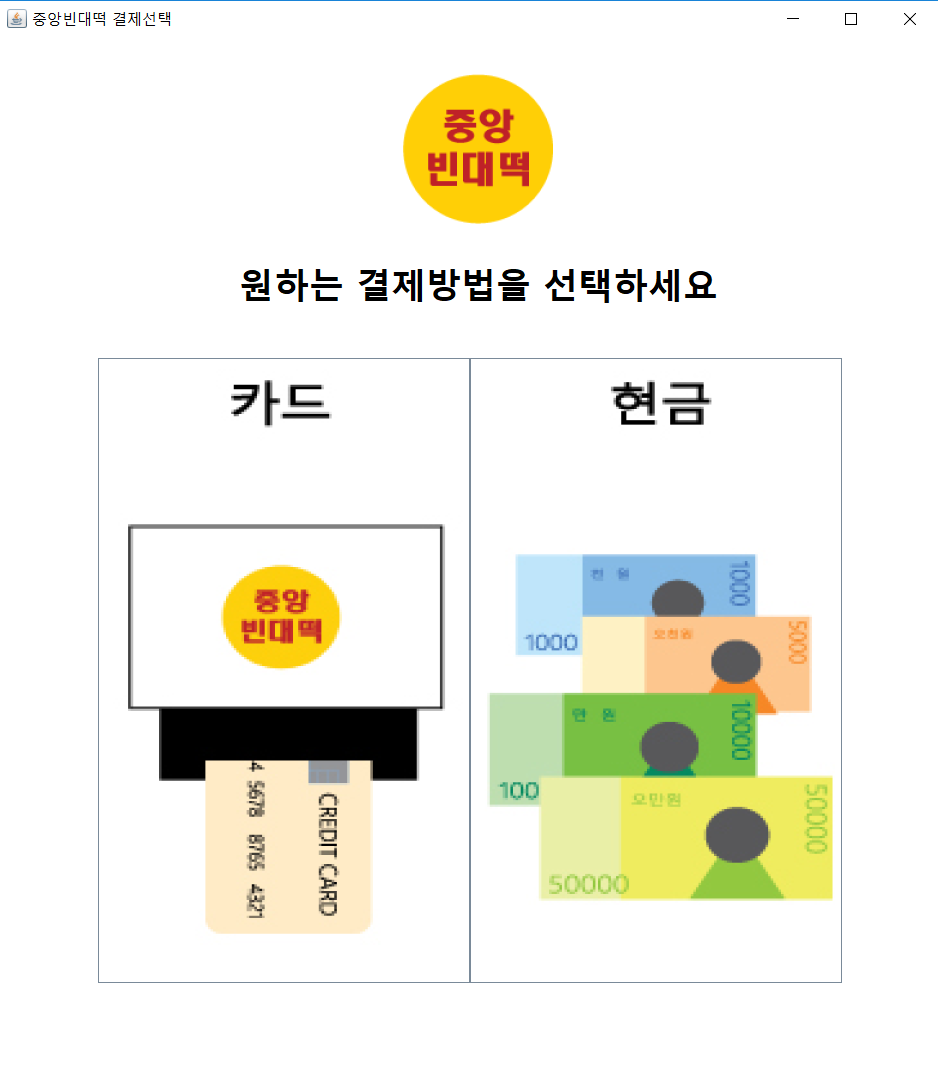 중앙빈대떡 결제선택
중앙
빈대떡
원하는 결제방법을 선택하세요
카드
현금
중앙
빈대떡
4 5678 8765 4321
CREDIT CARD
천 원
1000
1000
오천원
5000
만 원
10000
100
오만원
50000
50000